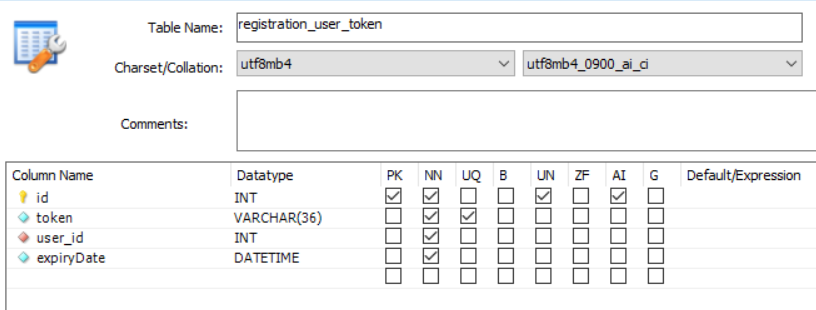 Table Name: registration_user_token
Charset/Collation: utf8mb4 utf8mb4_0900_ai_ci
Comments:
Column Name Datatype PK NN UQ B UN ZF AI G Default/Expression
id INT
token VARCHAR(36)
user_id INT
expiryDate DATETIME